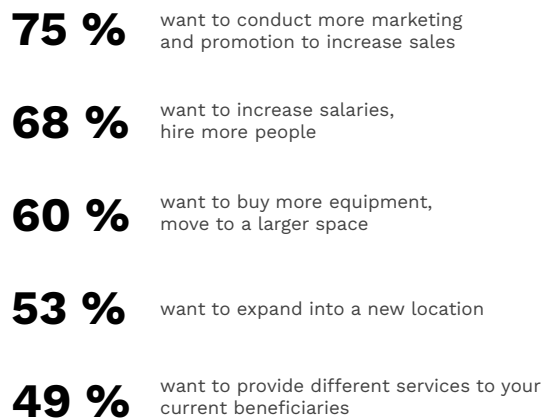 75 %
want to conduct more marketing
and promotion to increase sales
68 %
want to increase salaries,
hire more people
60 %
want to buy more equipment,
move to a larger space
53 %
want to expand into a new location
49 %
want to provide different services to your
current beneficiaries